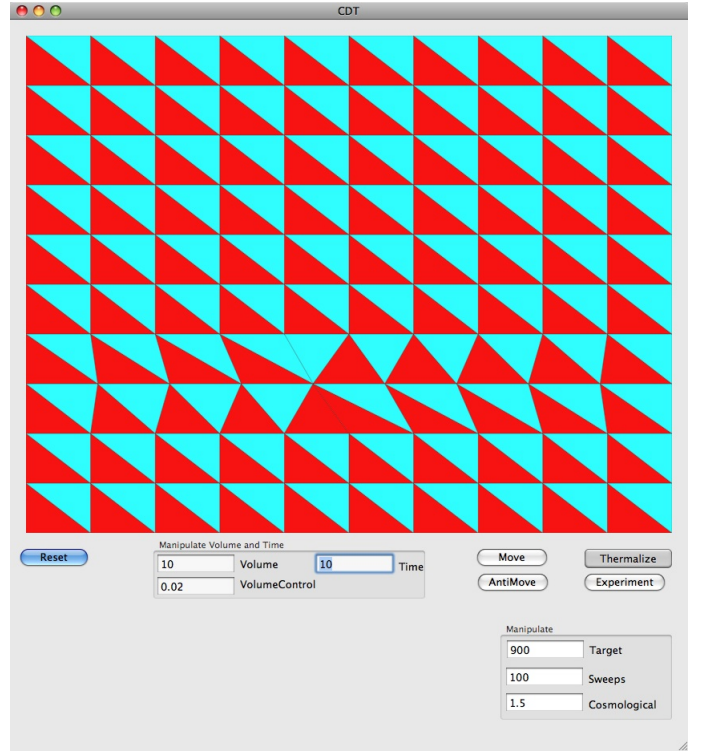 CDT
Manipulate Volume and Time
Reset
10 Volume 10 Time
0.02 VolumeControl
Move Thermalize
AntiMove Experiment
Manipulate
900 Target
100 Sweeps
1.5 Cosmological